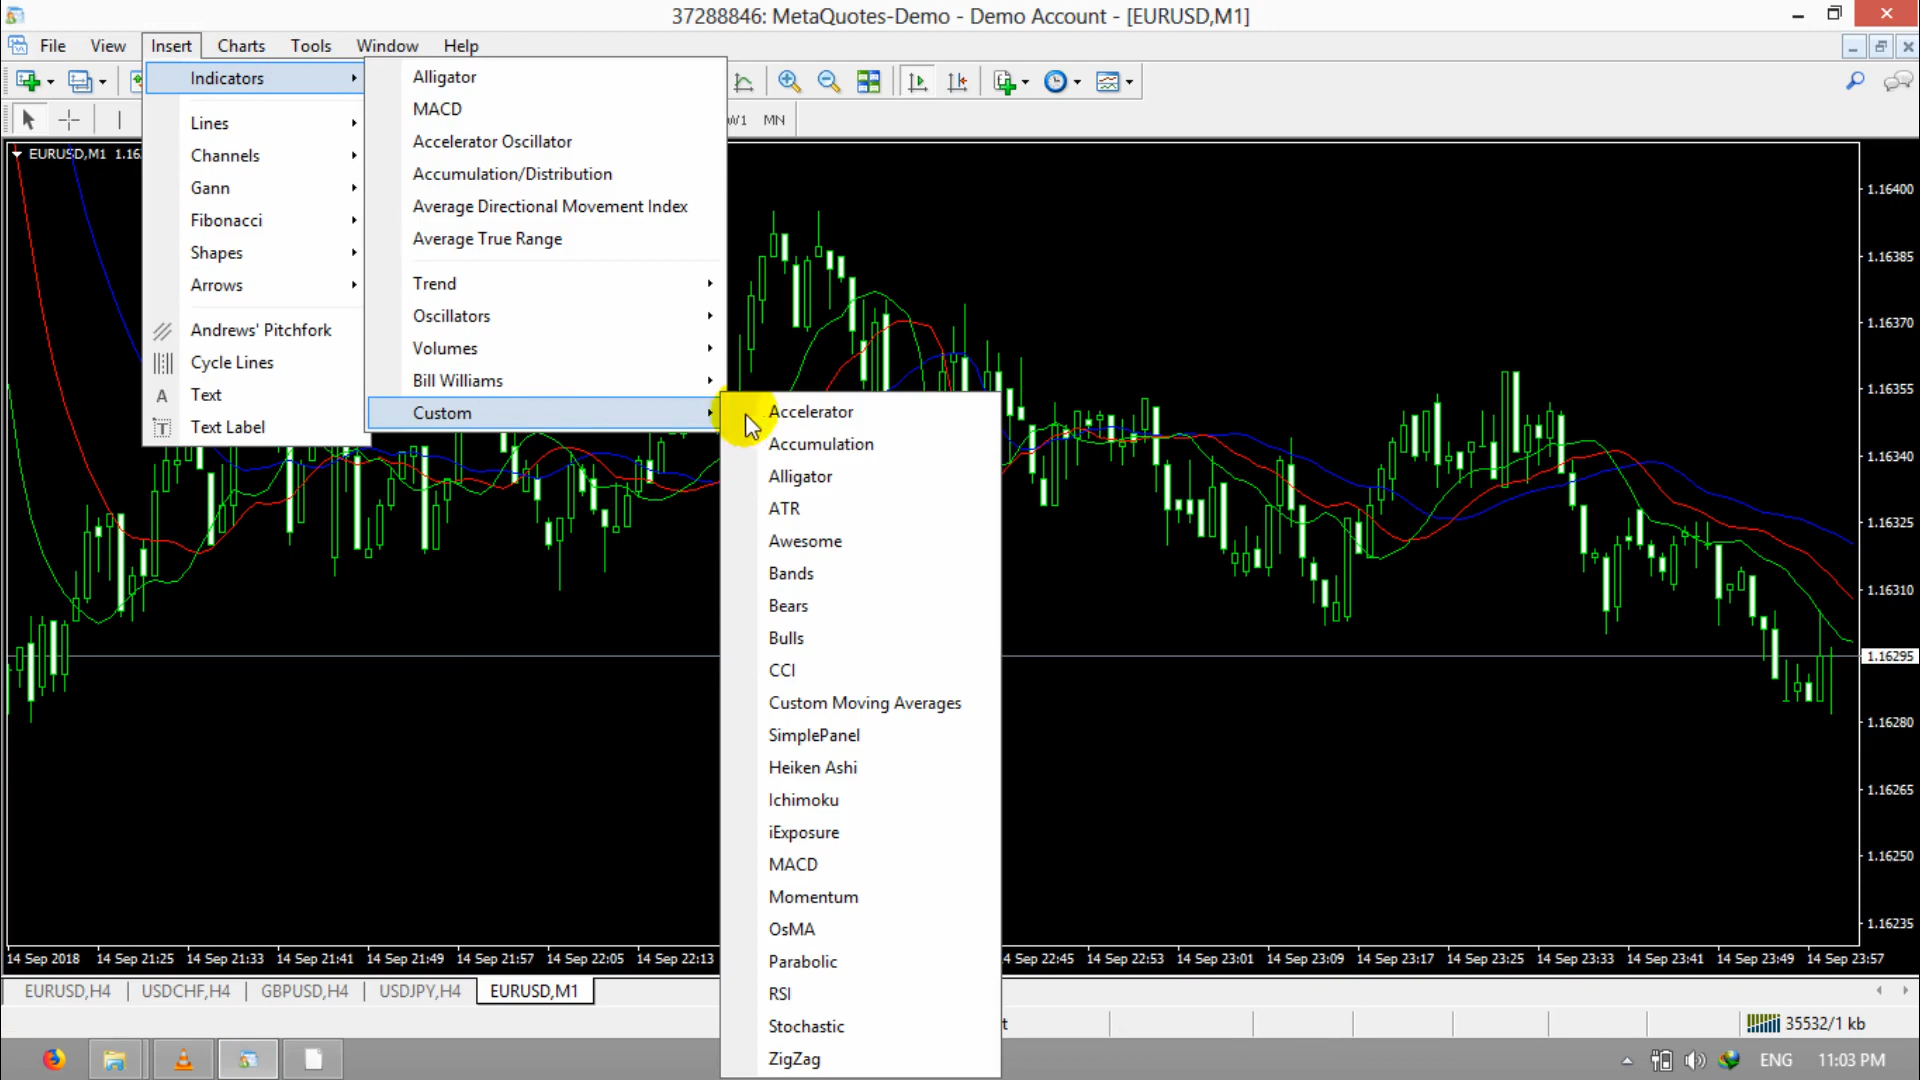 37288846: MetaQuotes-Demo - Demo Account - [EURUSD,M1]
File View Insert Charts Tools Window Help
Indicators
Lines
Channels
Gann
Fibonacci
Shapes
Arrows
Andrews' Pitchfork
Cycle Lines
Text
Text Label
Alligator
MACD
Accelerator Oscillator
Accumulation/Distribution
Average Directional Movement Index
Average True Range
Trend
Oscillators
Volumes
Bill Williams
Custom
Accelerator
Accumulation
Alligator
ATR
Awesome
Bands
Bears
Bulls
CCI
Custom Moving Averages
SimplePanel
Heiken Ashi
Ichimoku
iExposure
MACD
Momentum
OsMA
Parabolic
RSI
Stochastic
ZigZag
W1 MN
EURUSD,M1 1.16
1.16400
1.16385
1.16370
1.16355
1.16340
1.16325
1.16310
1.16295
1.16280
1.16265
1.16250
1.16235
14 Sep 2018 14 Sep 21:25 14 Sep 21:33 14 Sep 21:41 14 Sep 21:49 14 Sep 21:57 14 Sep 22:05 14 Sep 22:13 4 Sep 22:45 14 Sep 22:53 14 Sep 23:01 14 Sep 23:09 14 Sep 23:17 14 Sep 23:25 14 Sep 23:33 14 Sep 23:41 14 Sep 23:49 14 Sep 23:57
EURUSD,H4 USDCHF,H4 GBPUSD,H4 USDJPY,H4 EURUSD,M1
t 35532/1 kb
ENG 11:03 PM